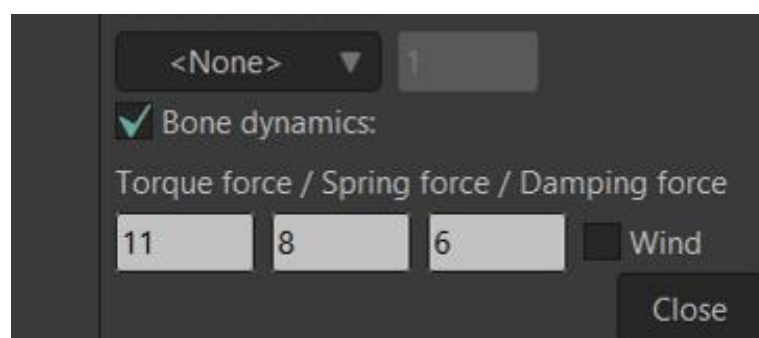 <None> 1
Bone dynamics:
Torque force / Spring force / Damping force
11 8 6 Wind
Close